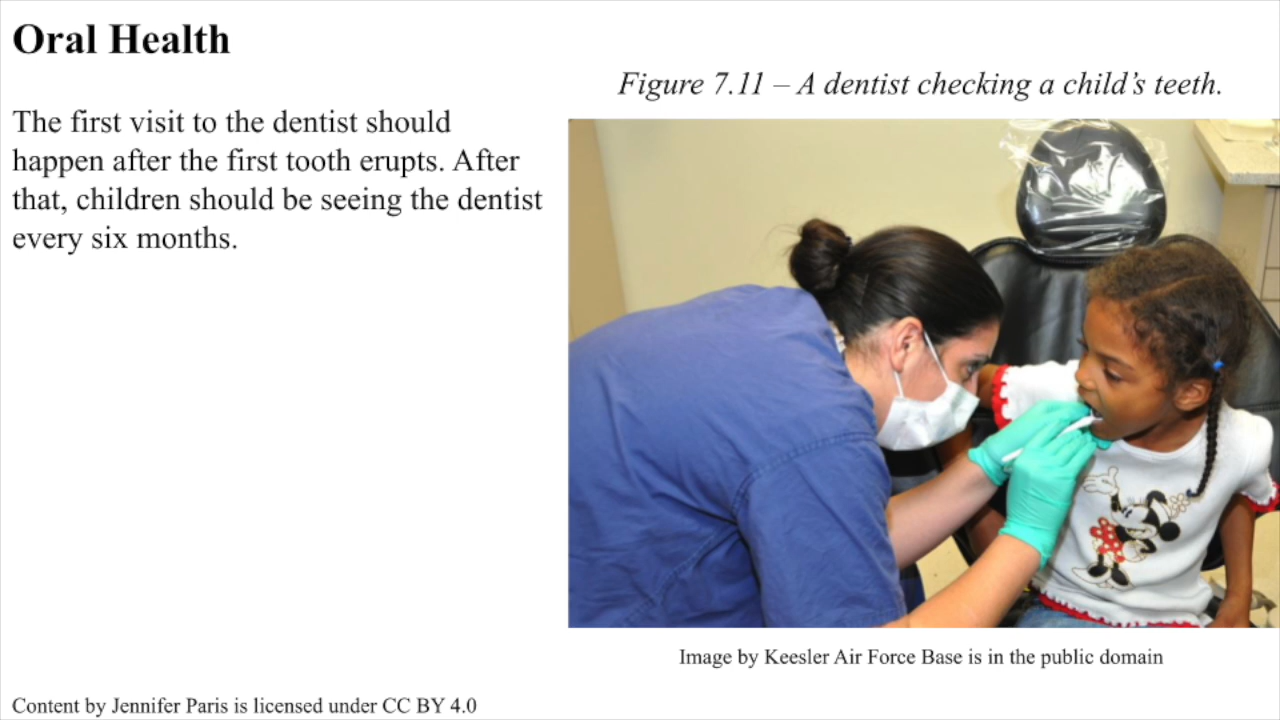 Oral Health
The first visit to the dentist should
happen after the first tooth erupts. After
that, children should be seeing the dentist
every six months.
Figure 7.11 – A dentist checking a child’s teeth.
Image by Keesler Air Force Base is in the public domain
Content by Jennifer Paris is licensed under CC BY 4.0